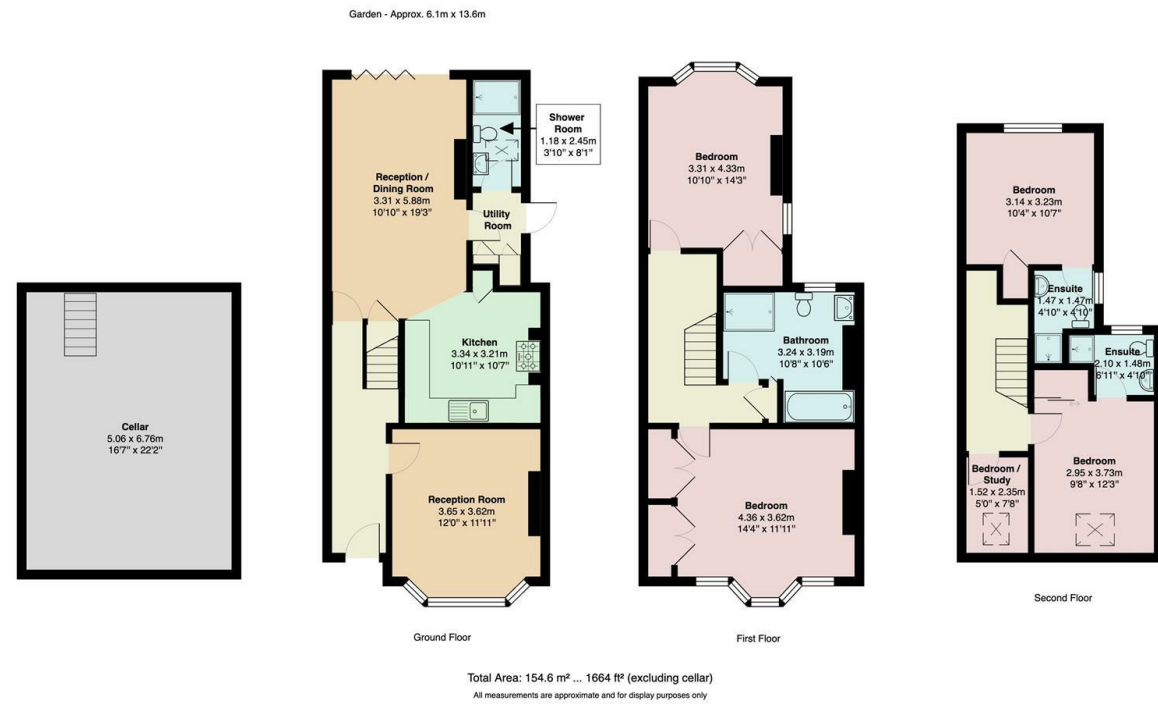 Garden - Approx. 6.1m x 13.6m
Cellar
5.06 x 6.76m
16'7" x 22'2"
Reception /
Dining Room
3.31 x 5.88m
10'10" x 19'3"
Shower
Room
1.18 x 2.45m
3'10" x 8'1"
Utility
Room
Kitchen
3.34 x 3.21m
10'11" x 10'7"
Reception Room
3.65 x 3.62m
12'0" x 11'11"
Ground Floor
Bedroom
3.31 x 4.33m
10'10" x 14'3"
Bathroom
3.24 x 3.19m
10'8" x 10'6"
Bedroom
4.36 x 3.62m
14'4" x 11'11"
First Floor
Bedroom
3.14 x 3.23m
10'4" x 10'7"
Ensuite
1.47 x 1.47m
4'10" x 4'10"
Ensuite
2.10 x 1.48m
6'11" x 4'10"
Bedroom
2.95 x 3.73m
9'8" x 12'3"
Bedroom /
Study
1.52 x 2.35m
5'0" x 7'8"
Second Floor
Total Area: 154.6 m² ... 1664 ft² (excluding cellar)
All measurements are approximate and for display purposes only